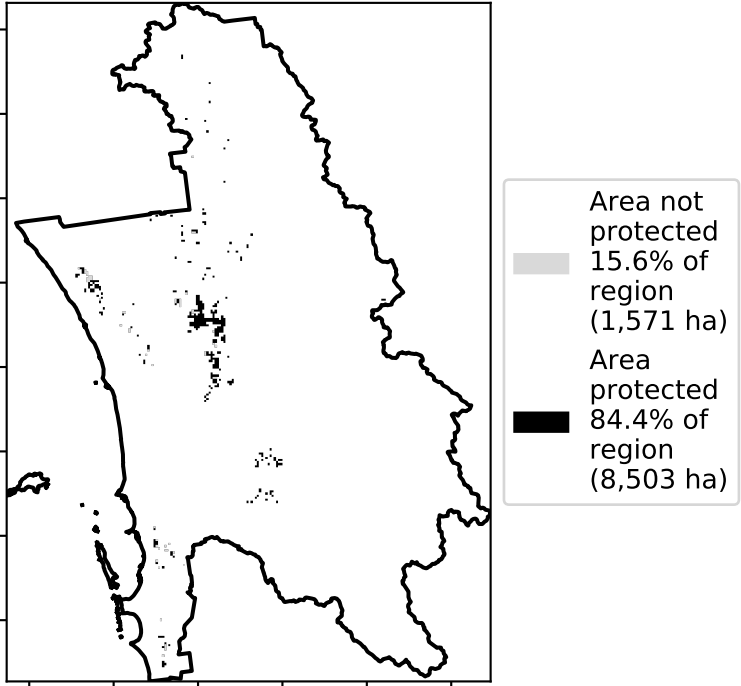 Area not
protected
15.6% of
region
(1,571 ha)
Area
protected
84.4% of
region
(8,503 ha)